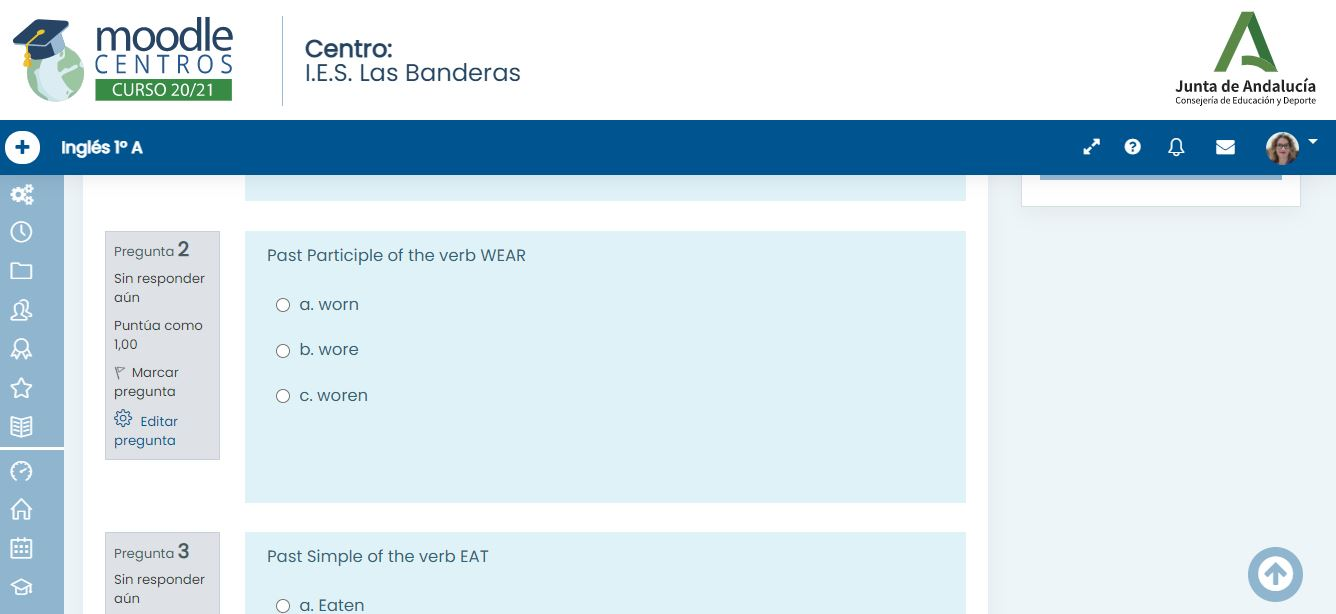 moodle
CENTROS
CURSO 20/21
Centro:
I.E.S. Las Banderas
Junta de Andalucía
Consejería de Educación y Deporte
Inglés 1º A
Pregunta 2
Sin responder
aún
Puntúa como
1,00
Marcar
pregunta
Editar
pregunta
Past Participle of the verb WEAR
a. worn
b. wore
c. woren
Pregunta 3
Sin responder
aún
Past Simple of the verb EAT
a. Eaten